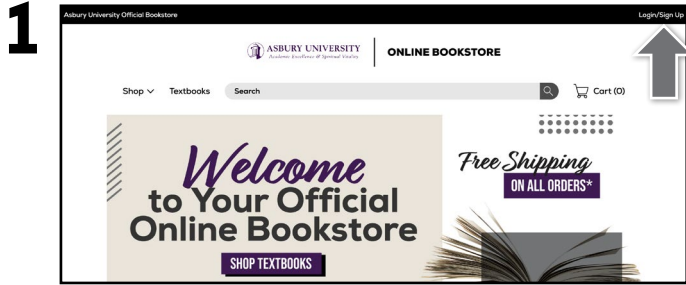 1
Asbury University Official Bookstore
Login/Sign Up
ASBURY UNIVERSITY
Academic Excellence & Spiritual Vitality
ONLINE BOOKSTORE
Shop
Textbooks
Search
Cart (0)
Welcome
to Your Official
Online Bookstore
SHOP TEXTBOOKS
Free Shipping
ON ALL ORDERS*